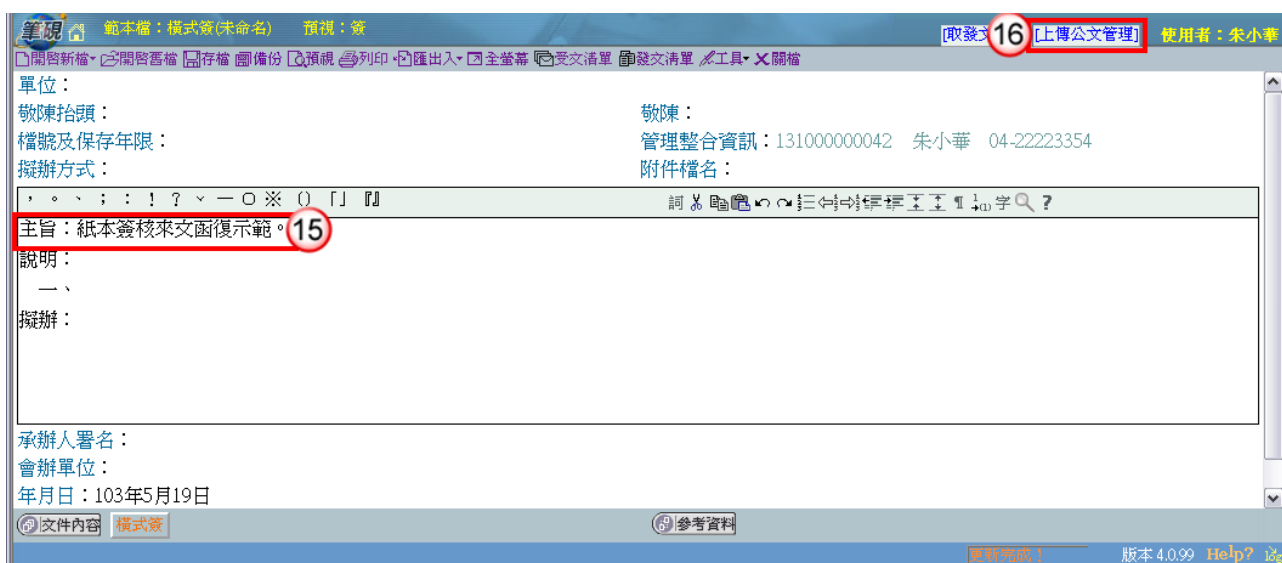 筆硯 範本檔：橫式簽(未命名) 預視：簽 [取發文 16 [上傳公文管理] 使用者：朱小華
開啓新檔 開啓舊檔 存檔 備份 預視 列印 匯出入 全螢幕 受文清單 發文清單 工具 關檔
單位：
敬陳抬頭： 敬陳：
檔號及保存年限： 管理整合資訊：131000000042 朱小華 04-22223354
擬辦方式： 附件檔名：
，。、；：！？ˇ—○※（）「」『』 詞 字 ?
主旨：紙本簽核來文函復示範。 15
說明：
一、
擬辦：
承辦人署名：
會辦單位：
年月日：103年5月19日
文件內容 橫式簽 參考資料
更新完成！ 版本 4.0.99 Help? log